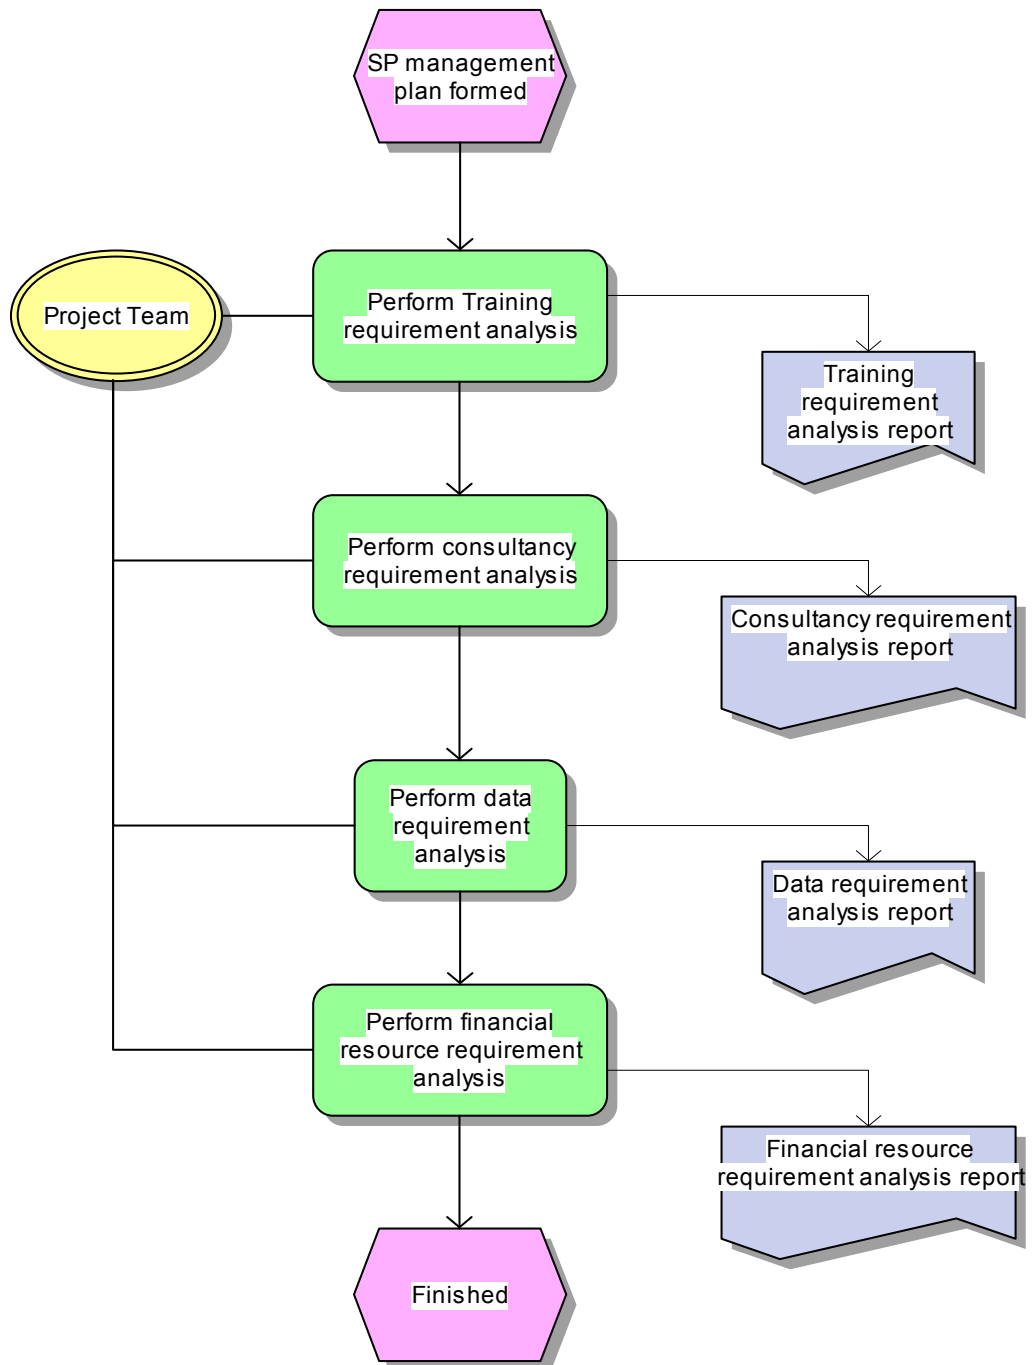 SP management
plan formed
Project Team
Perform Training
requirement analysis
Training
requirement
analysis report
Perform consultancy
requirement analysis
Consultancy requirement
analysis report
Perform data
requirement
analysis
Data requirement
analysis report
Perform financial
resource requirement
analysis
Financial resource
requirement analysis report
Finished